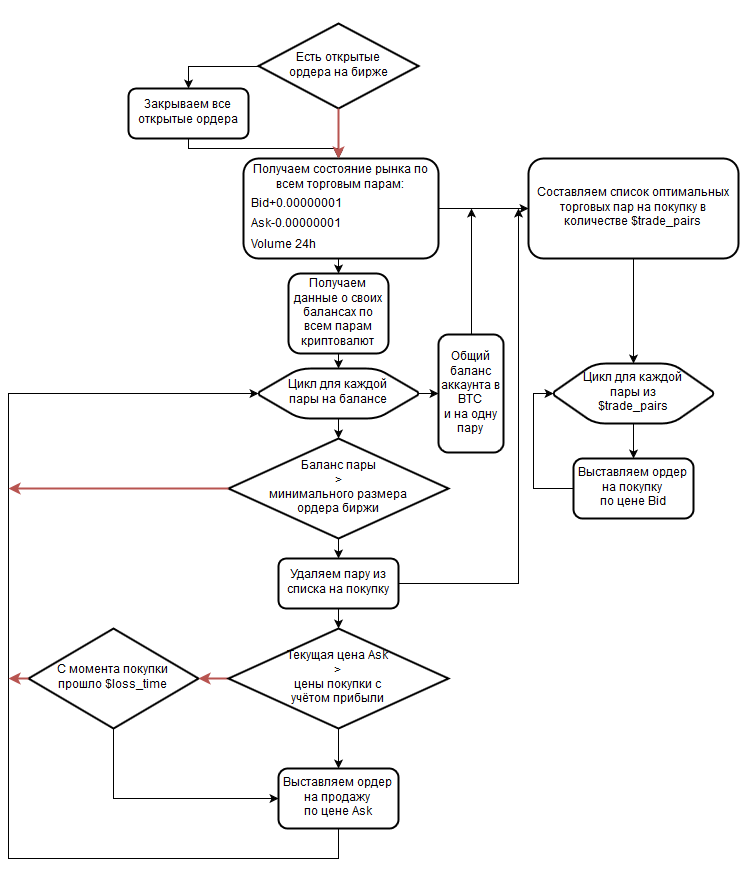 Есть открытые
ордера на бирже
Закрываем все
открытые ордера
Получаем состояние рынка по
всем торговым парам:
Bid+0.00000001
Ask-0.00000001
Volume 24h
Составляем список оптимальных
торговых пар на покупку в
количестве $trade_pairs
Получаем
данные о своих
балансах по
всем парам
криптовалют
Общий
баланс
аккаунта в
BTC
и на одну
пару
Цикл для каждой
пары на балансе
Цикл для каждой
пары из
$trade_pairs
Баланс пары
>
минимального размера
ордера биржи
Выставляем ордер
на покупку
по цене Bid
Удаляем пару из
списка на покупку
Текущая цена Ask
>
цены покупки с
учётом прибыли
С момента покупки
прошло $loss_time
Выставляем ордер
на продажу
по цене Ask